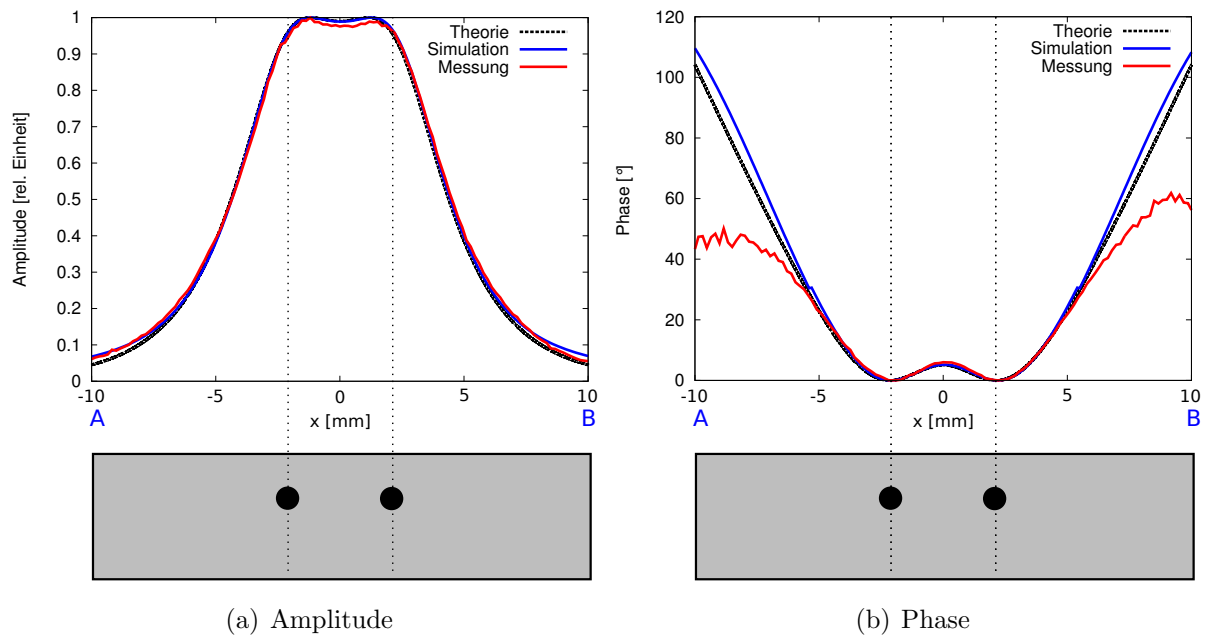 Theorie
Simulation
Messung
Amplitude [rel. Einheit]
1
0.9
0.8
0.7
0.6
0.5
0.4
0.3
0.2
0.1
0
-10
-5
0
5
10
x [mm]
A
B
(a) Amplitude
Theorie
Simulation
Messung
Phase [°]
120
100
80
60
40
20
0
-10
-5
0
5
10
x [mm]
A
B
(b) Phase